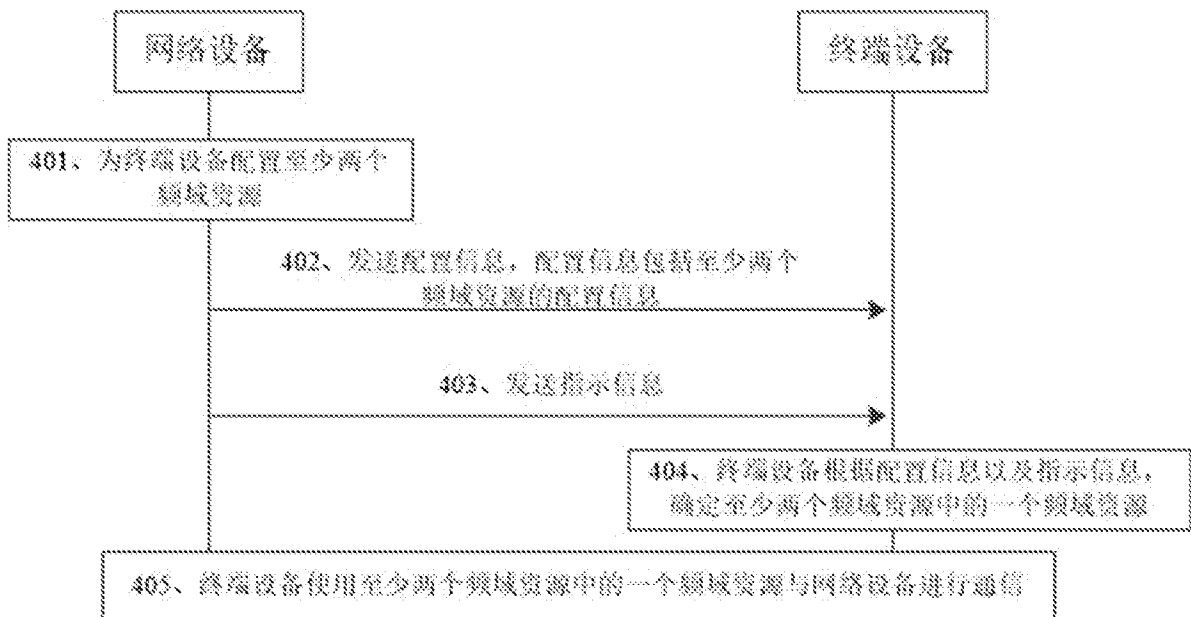 网络设备
终端设备
401、为终端设备配置至少两个
频域资源
402、发送配置信息，配置信息包括至少两个
频域资源的配置信息
403、发送指示信息
404、终端设备根据配置信息以及指示信息，
确定至少两个频域资源中的一个频域资源
405、终端设备使用至少两个频域资源中的一个频域资源与网络设备进行通信